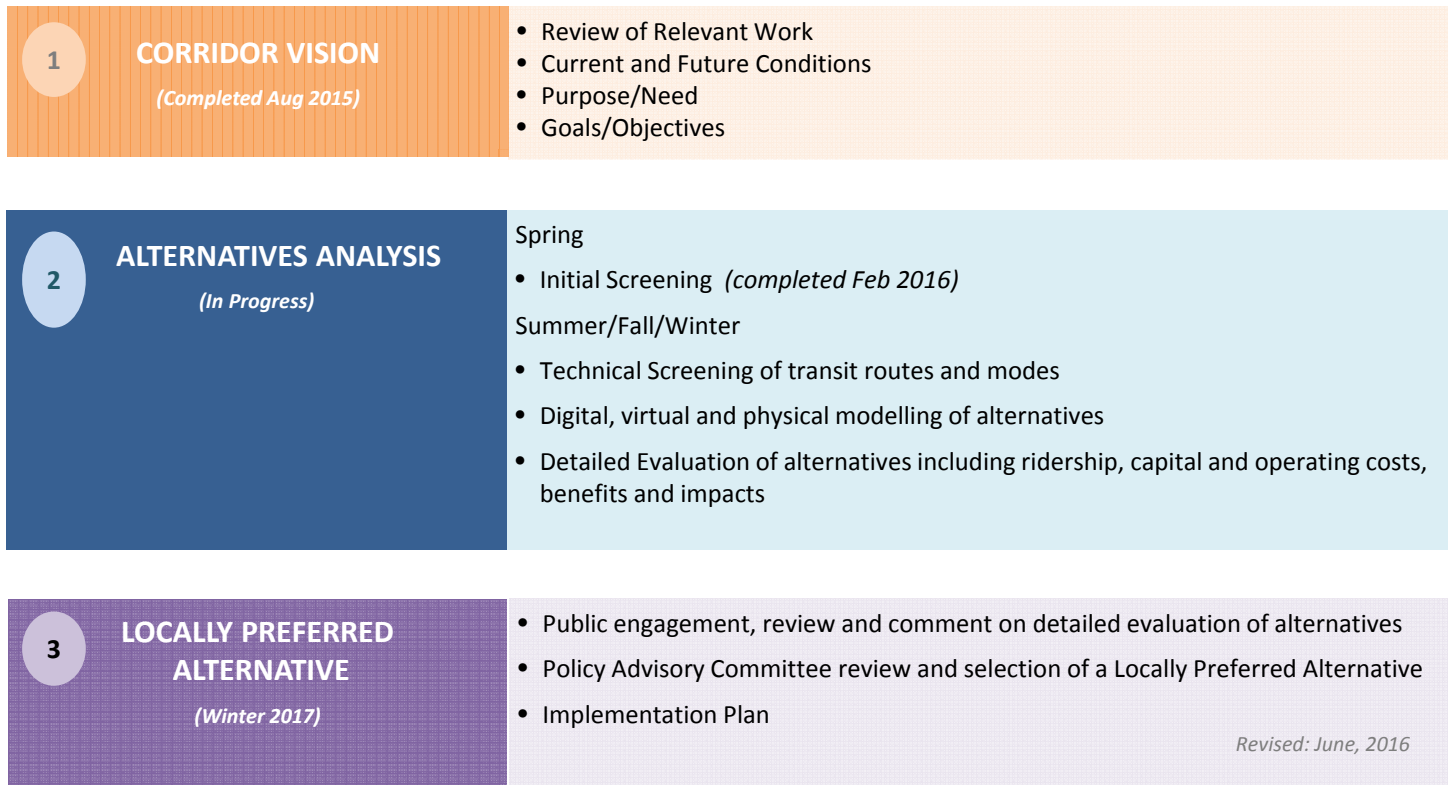 1
CORRIDOR VISION
(Completed Aug 2015)
• Review of Relevant Work
• Current and Future Conditions
• Purpose/Need
• Goals/Objectives
2
ALTERNATIVES ANALYSIS
(In Progress)
Spring
• Initial Screening (completed Feb 2016)
Summer/Fall/Winter
• Technical Screening of transit routes and modes
• Digital, virtual and physical modelling of alternatives
• Detailed Evaluation of alternatives including ridership, capital and operating costs,
benefits and impacts
3
LOCALLY PREFERRED
ALTERNATIVE
(Winter 2017)
• Public engagement, review and comment on detailed evaluation of alternatives
• Policy Advisory Committee review and selection of a Locally Preferred Alternative
• Implementation Plan
Revised: June, 2016